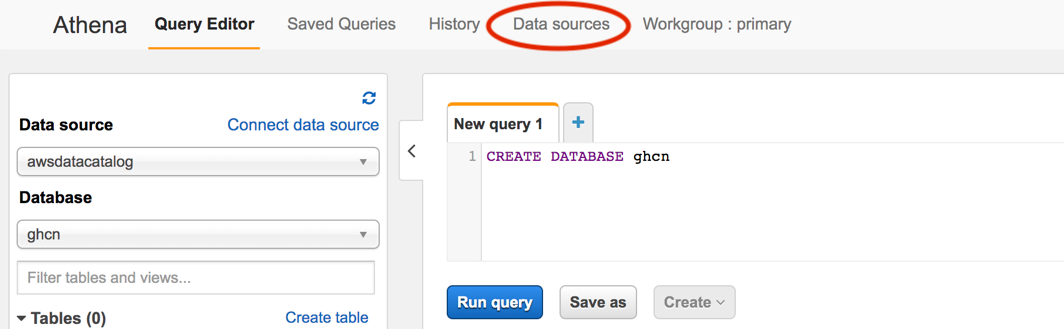 Athena Query Editor Saved Queries History Data sources Workgroup : primary
Data source Connect data source
awsdatacatalog
Database
ghcn
Filter tables and views...
Tables (0) Create table
New query 1 +
1 CREATE DATABASE ghcn
Run query Save as Create